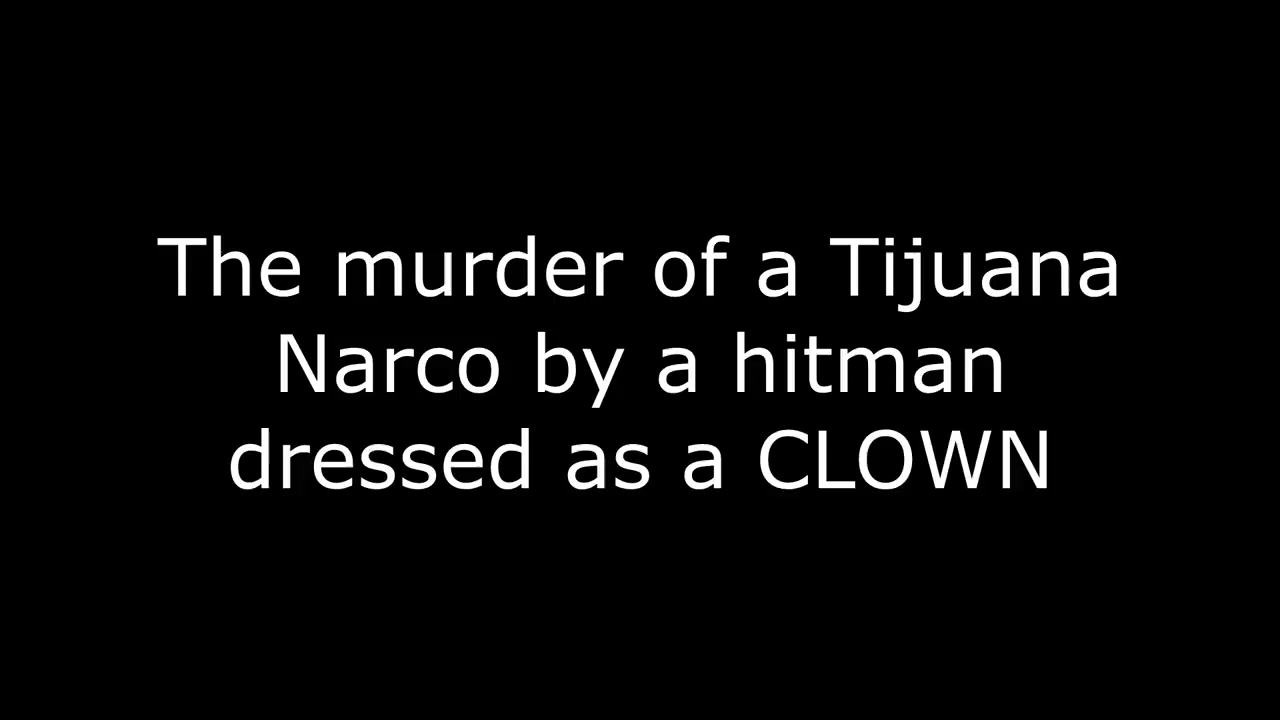 The murder of a Tijuana
Narco by a hitman
dressed as a CLOWN